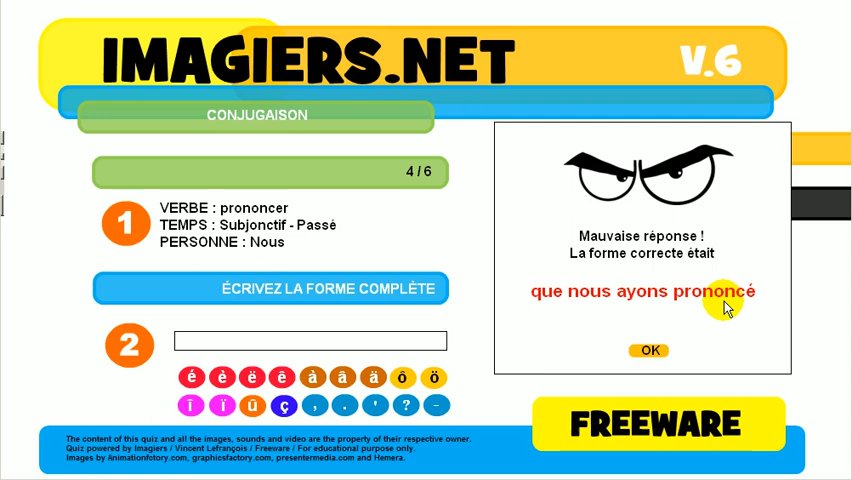 IMAGIERS.NET
V.6
CONJUGAISON
4 / 6
1
VERBE : prononcer
TEMPS : Subjonctif - Passé
PERSONNE : Nous
Mauvaise réponse !
La forme correcte était
que nous ayons prononcé
OK
ÉCRIVEZ LA FORME COMPLÈTE
2
é è ë ê à â ä ô ö
î ï û ç , . ' ? -
FREEWARE
The content of this quiz and all the images, sounds and video are the property of their respective owner.
Quiz powered by Imagiers / Vincent Lefrançois / Freeware / For educational purpose only.
Images by Animationfctory.com, graphicsfactory.com, presentermedia.com and Hemera.